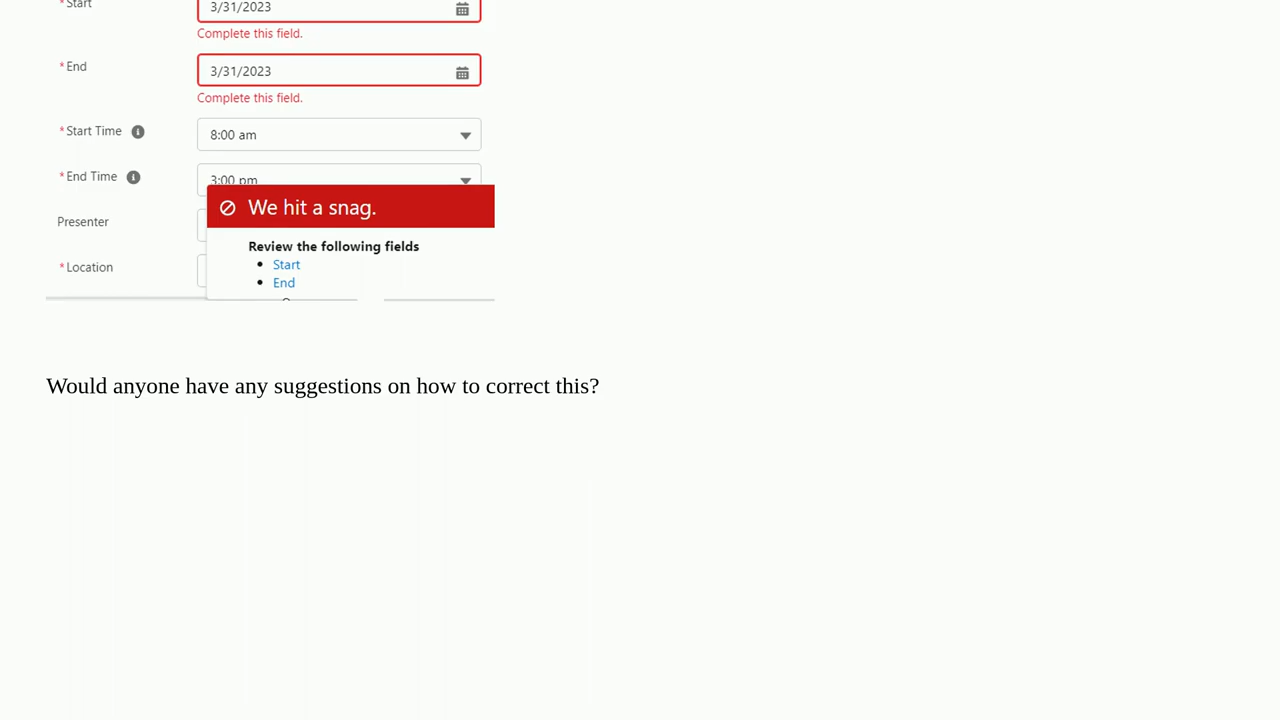 *Start
3/31/2023
Complete this field.
*End
3/31/2023
Complete this field.
*Start Time
8:00 am
*End Time
3:00 pm
We hit a snag.
Presenter
Review the following fields
*Location
• Start
• End
Would anyone have any suggestions on how to correct this?